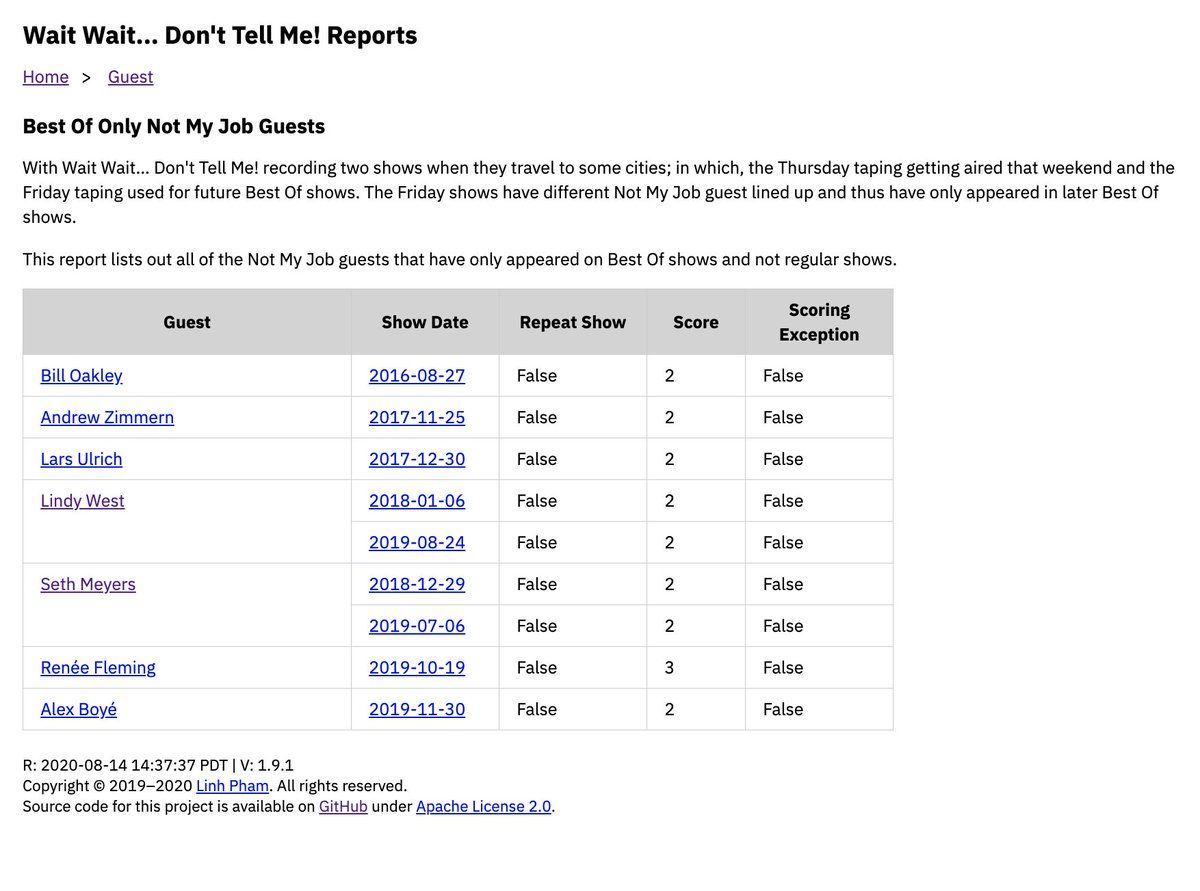 Wait Wait... Don't Tell Me! Reports
Home > Guest
Best Of Only Not My Job Guests
With Wait Wait... Don't Tell Me! recording two shows when they travel to some cities; in which, the Thursday taping getting aired that weekend and the
Friday taping used for future Best Of shows. The Friday shows have different Not My Job guest lined up and thus have only appeared in later Best Of
shows.
This report lists out all of the Not My Job guests that have only appeared on Best Of shows and not regular shows.
Guest Show Date Repeat Show Score Scoring Exception
Bill Oakley 2016-08-27 False 2 False
Andrew Zimmern 2017-11-25 False 2 False
Lars Ulrich 2017-12-30 False 2 False
Lindy West 2018-01-06 False 2 False
2019-08-24 False 2 False
Seth Meyers 2018-12-29 False 2 False
2019-07-06 False 2 False
Renée Fleming 2019-10-19 False 3 False
Alex Boyé 2019-11-30 False 2 False
R: 2020-08-14 14:37:37 PDT | V: 1.9.1
Copyright © 2019–2020 Linh Pham. All rights reserved.
Source code for this project is available on GitHub under Apache License 2.0.